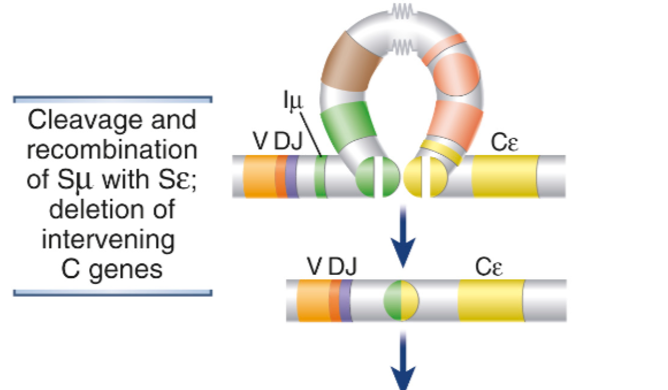 Cleavage and
recombination
of Sμ with Sε;
deletion of
intervening
C genes
Iμ
V DJ
Cε
V DJ
Cε